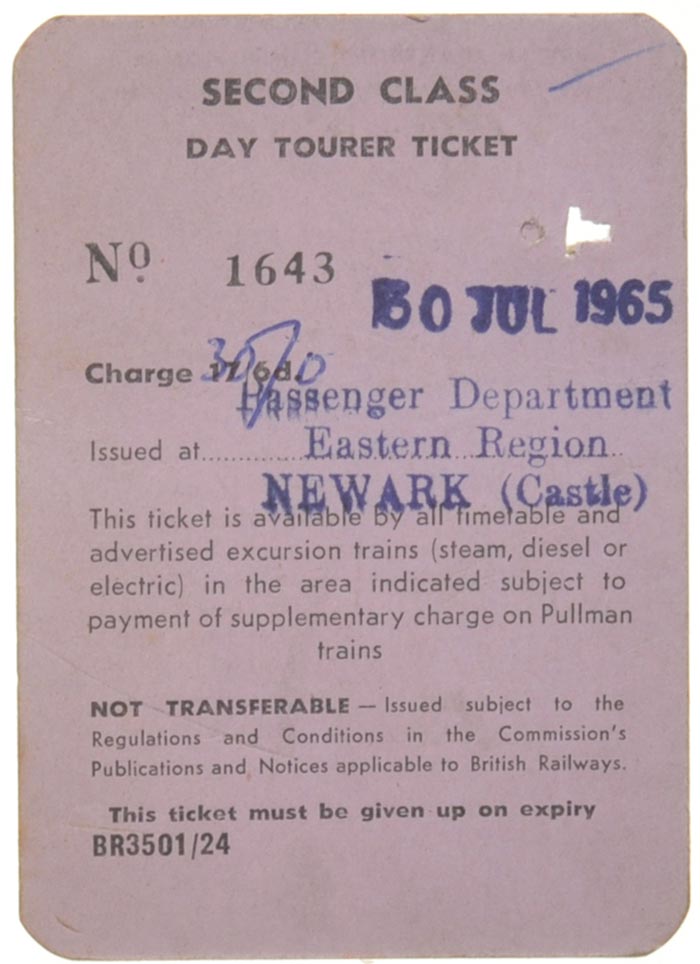 SECOND CLASS
DAY TOURER TICKET
Nº 1643
30 JUL 1965
Charge 17/6d. 30/0
Passenger Department
Issued at Eastern Region
NEWARK (Castle)
This ticket is available by all timetable and
advertised excursion trains (steam, diesel or
electric) in the area indicated subject to
payment of supplementary charge on Pullman
trains
NOT TRANSFERABLE — Issued subject to the
Regulations and Conditions in the Commission's
Publications and Notices applicable to British Railways.
This ticket must be given up on expiry
BR3501/24